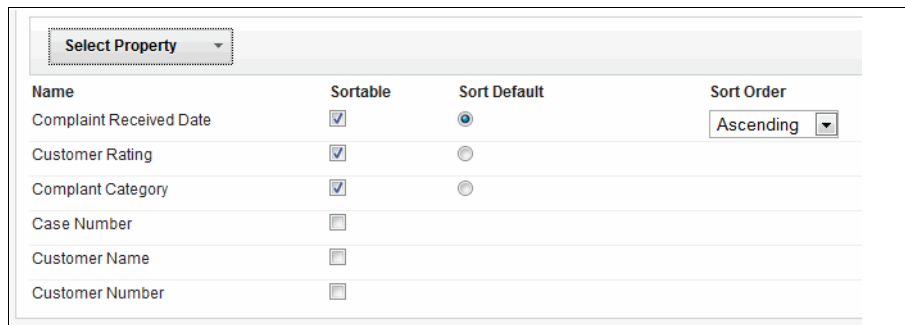 Select Property
Name Sortable Sort Default Sort Order
Complaint Received Date Ascending
Customer Rating
Complant Category
Case Number
Customer Name
Customer Number